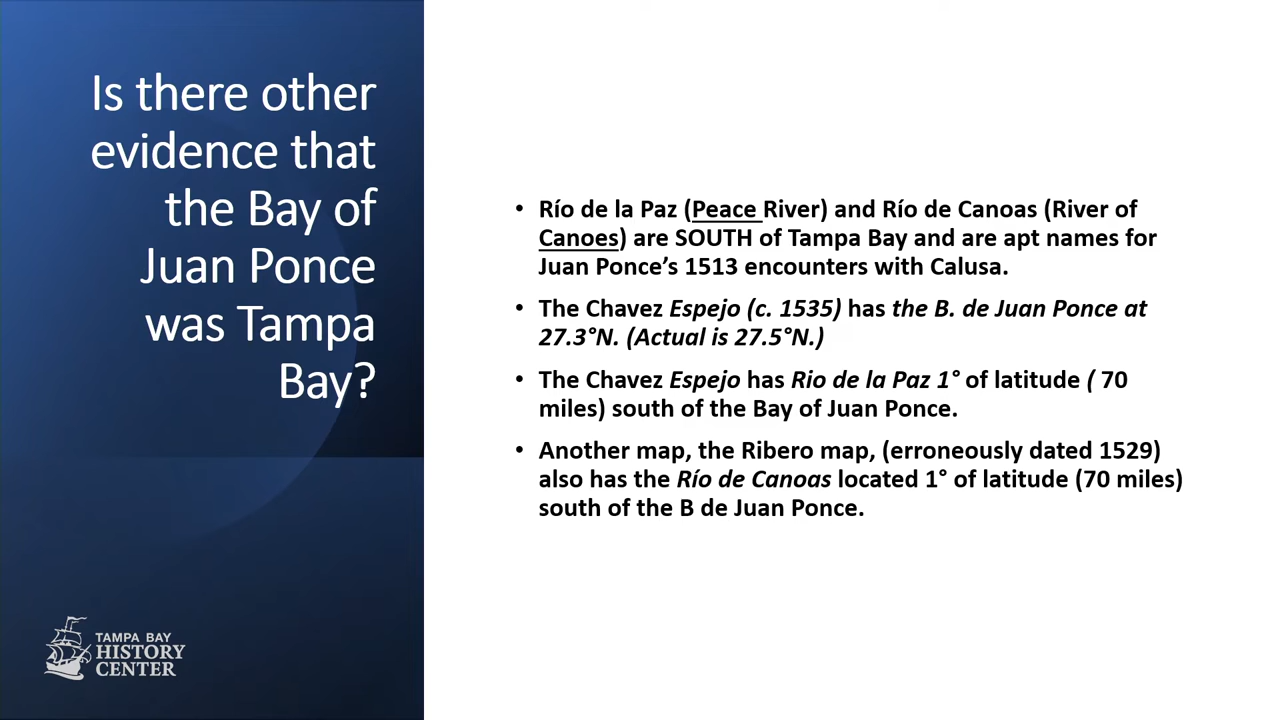 Is there other
evidence that
the Bay of
Juan Ponce
was Tampa
Bay?
• Río de la Paz (Peace River) and Río de Canoas (River of
Canoes) are SOUTH of Tampa Bay and are apt names for
Juan Ponce’s 1513 encounters with Calusa.
• The Chavez Espejo (c. 1535) has the B. de Juan Ponce at
27.3°N. (Actual is 27.5°N.)
• The Chavez Espejo has Rio de la Paz 1° of latitude ( 70
miles) south of the Bay of Juan Ponce.
• Another map, the Ribero map, (erroneously dated 1529)
also has the Río de Canoas located 1° of latitude (70 miles)
south of the B de Juan Ponce.
TAMPA BAY
HISTORY
CENTER